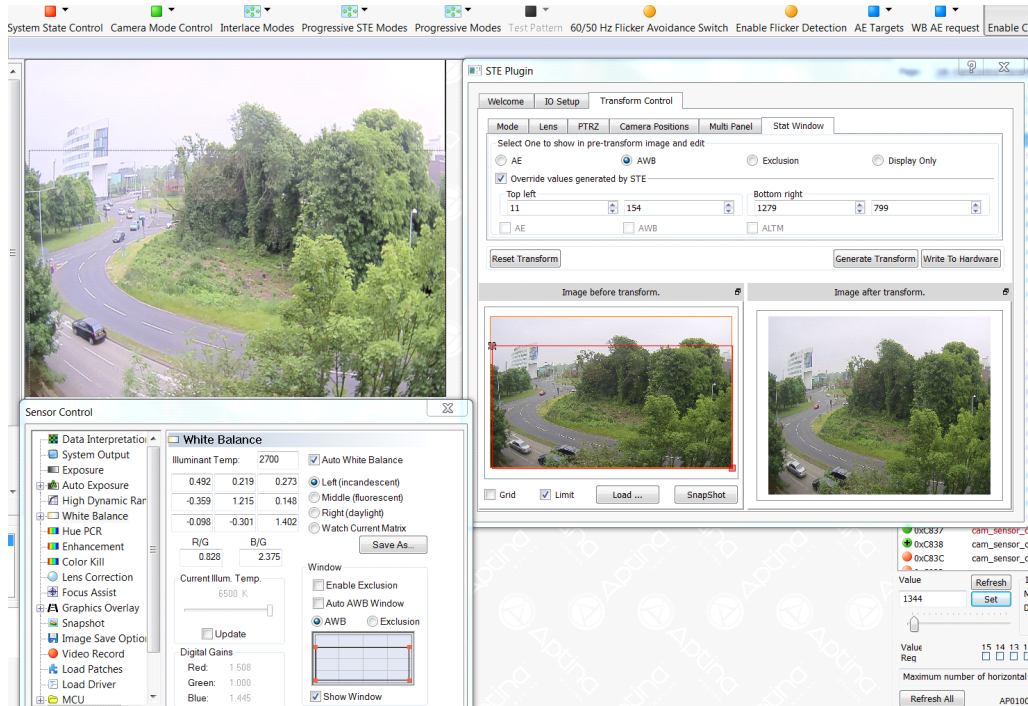 System State Control Camera Mode Control Interlace Modes Progressive STE Modes Progressive Modes Test Pattern 60/50 Hz Flicker Avoidance Switch Enable Flicker Detection AE Targets WB AE request Enable C
STE Plugin
Welcome IO Setup Transform Control
Mode Lens PTRZ Camera Positions Multi Panel Stat Window
Select One to show in pre-transform image and edit
AE AWB Exclusion Display Only
Override values generated by STE
Top left Bottom right
11 154 1279 799
AE AWB ALTM
Reset Transform Generate Transform Write To Hardware
Image before transform. Image after transform.
Grid Limit Load ... SnapShot
Sensor Control
Data Interpretation
System Output
Exposure
Auto Exposure
High Dynamic Ran
White Balance
Hue PCR
Enhancement
Color Kill
Lens Correction
Focus Assist
Graphics Overlay
Snapshot
Image Save Option
Video Record
Load Patches
Load Driver
MCU
White Balance
Illuminant Temp: 2700 Auto White Balance
0.492 0.219 0.273 Left (incandescent)
-0.359 1.215 0.148 Middle (fluorescent)
-0.098 -0.301 1.402 Right (daylight)
Watch Current Matrix
R/G B/G Save As...
0.828 2.375
Window
Current Illum. Temp. Enable Exclusion
6500 K Auto AWB Window
AWB Exclusion
Update
Digital Gains
Red: 1.508
Green: 1.000
Blue: 1.445
Show Window
0xC837 cam_sensor_c
0xC838 cam_sensor_c
0xC83C cam_sensor_c
Value Refresh
1344 Set
Value 15 14 13 1
Req
Maximum number of horizontal
Refresh All AP0100
Aptina